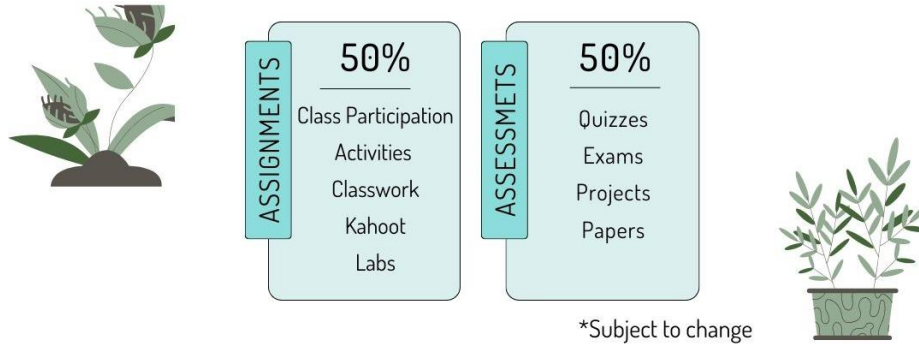 ASSIGNMENTS
50%
Class Participation
Activities
Classwork
Kahoot
Labs
ASSESSMETS
50%
Quizzes
Exams
Projects
Papers
*Subject to change